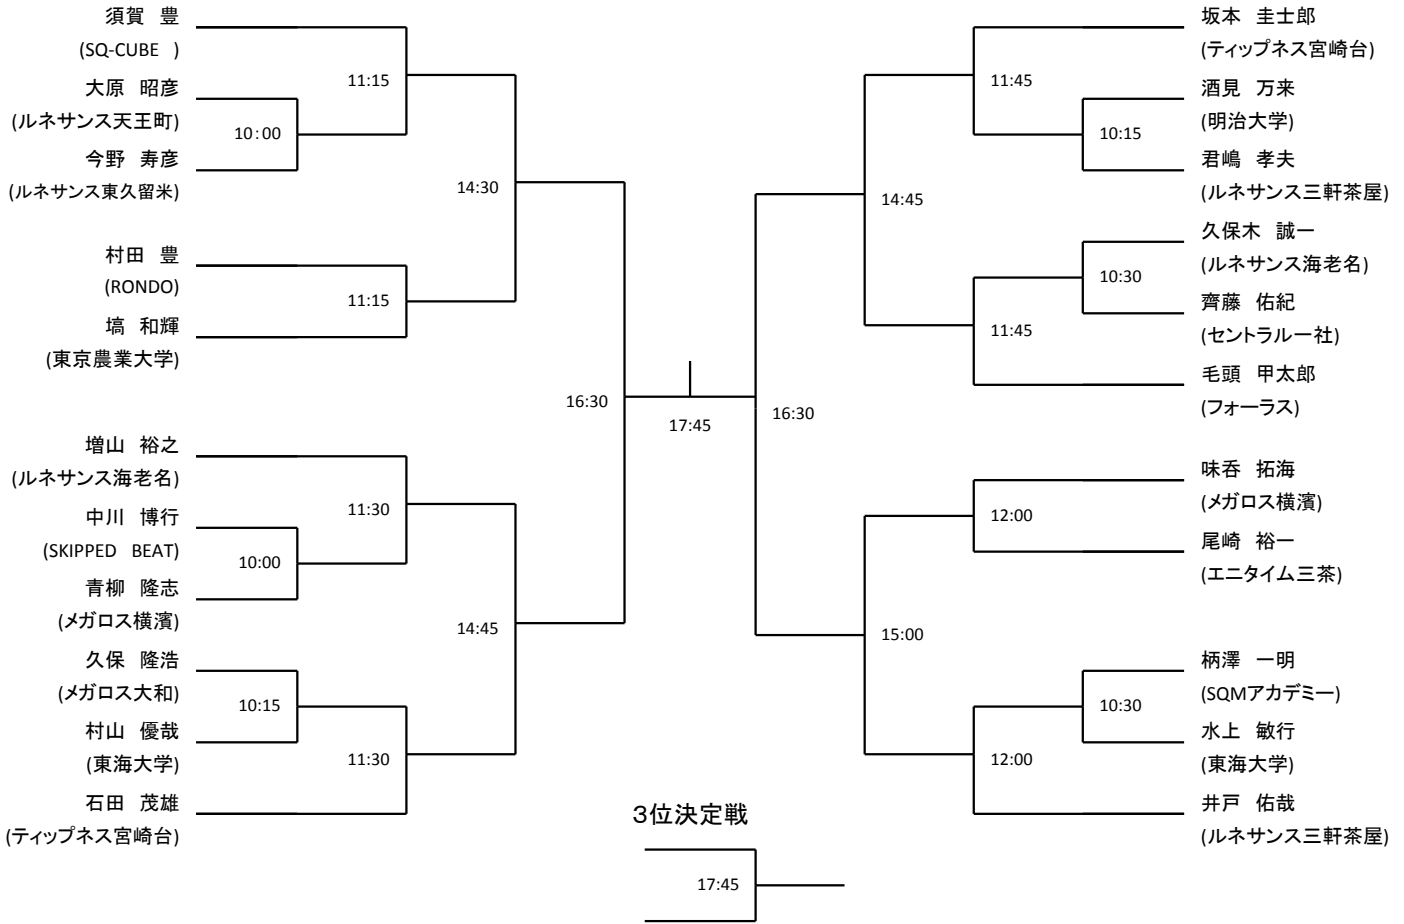 須賀　豊
(SQ-CUBE　)
大原　昭彦
(ルネサンス天王町)
今野　寿彦
(ルネサンス東久留米)
10：00
11:15
村田　豊
(RONDO)
塙　和輝
(東京農業大学)
11:15
14:30
増山　裕之
(ルネサンス海老名)
中川　博行
(SKIPPED　BEAT)
青柳　隆志
(メガロス横濱)
10:00
11:30
久保　隆浩
(メガロス大和)
村山　優哉
(東海大学)
石田　茂雄
(ティップネス宮崎台)
10:15
11:30
14:45
16:30
17:45
坂本　圭士郎
(ティップネス宮崎台)
酒見　万来
(明治大学)
君嶋　孝夫
(ルネサンス三軒茶屋)
11:45
10:15
久保木　誠一
(ルネサンス海老名)
齊藤　佑紀
(セントラル一社)
毛頭　甲太郎
(フォーラス)
10:30
11:45
14:45
味呑　拓海
(メガロス横濱)
尾崎　裕一
(エニタイム三茶)
12:00
柄澤　一明
(SQMアカデミー)
水上　敏行
(東海大学)
井戸　佑哉
(ルネサンス三軒茶屋)
10:30
12:00
15:00
16:30
３位決定戦
17:45